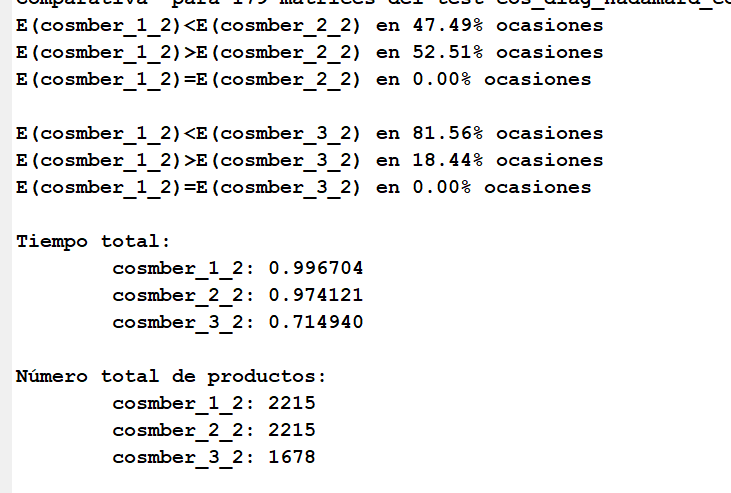 Comparativa para 179 matrices del test cos_diag_hadamard_co
E(cosmber_1_2)<E(cosmber_2_2) en 47.49% ocasiones
E(cosmber_1_2)>E(cosmber_2_2) en 52.51% ocasiones
E(cosmber_1_2)=E(cosmber_2_2) en 0.00% ocasiones
E(cosmber_1_2)<E(cosmber_3_2) en 81.56% ocasiones
E(cosmber_1_2)>E(cosmber_3_2) en 18.44% ocasiones
E(cosmber_1_2)=E(cosmber_3_2) en 0.00% ocasiones
Tiempo total:
cosmber_1_2: 0.996704
cosmber_2_2: 0.974121
cosmber_3_2: 0.714940
Número total de productos:
cosmber_1_2: 2215
cosmber_2_2: 2215
cosmber_3_2: 1678